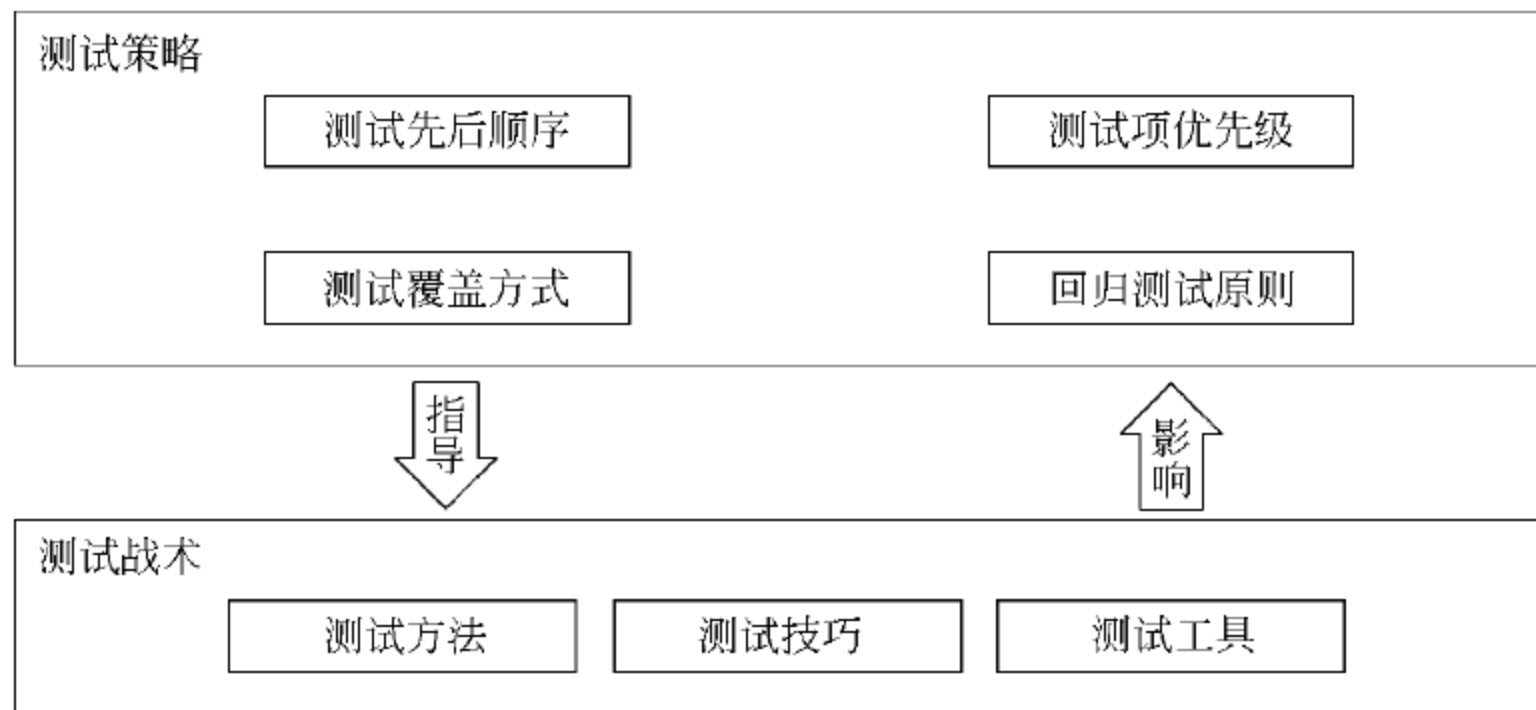 测试策略
测试先后顺序
测试项优先级
测试覆盖方式
回归测试原则
指导
影响
测试战术
测试方法
测试技巧
测试工具